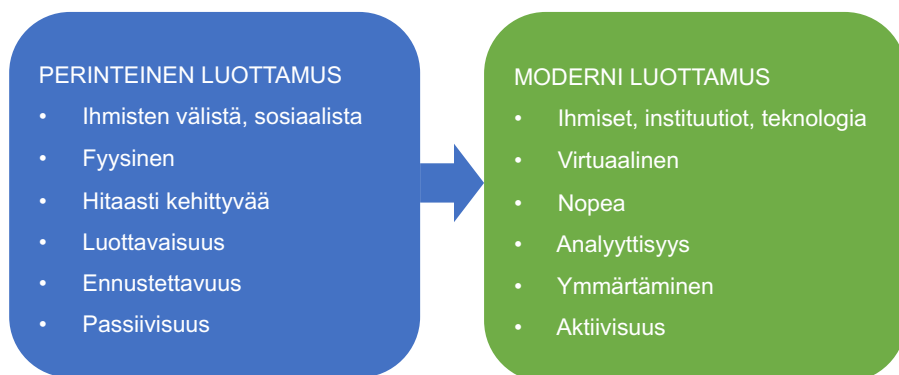 PERINTEINEN LUOTTAMUS
• Ihmisten välistä, sosiaalista
• Fyysinen
• Hitaasti kehittyvää
• Luottavaisuus
• Ennustettavuus
• Passiivisuus
MODERNI LUOTTAMUS
• Ihmiset, instituutiot, teknologia
• Virtuaalinen
• Nopea
• Analyyttisyys
• Ymmärtäminen
• Aktiivisuus